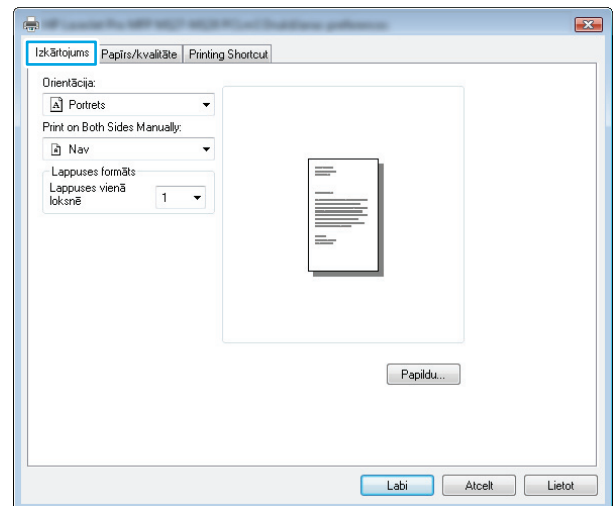 Izkārtojums Papīrs/kvalitāte Printing Shortcut
Orientācija:
Portrets
Print on Both Sides Manually:
Nav
Lappuses formāts
Lappuses vienā
loksnē
1
Papildu...
Labi Atcelt Lietot